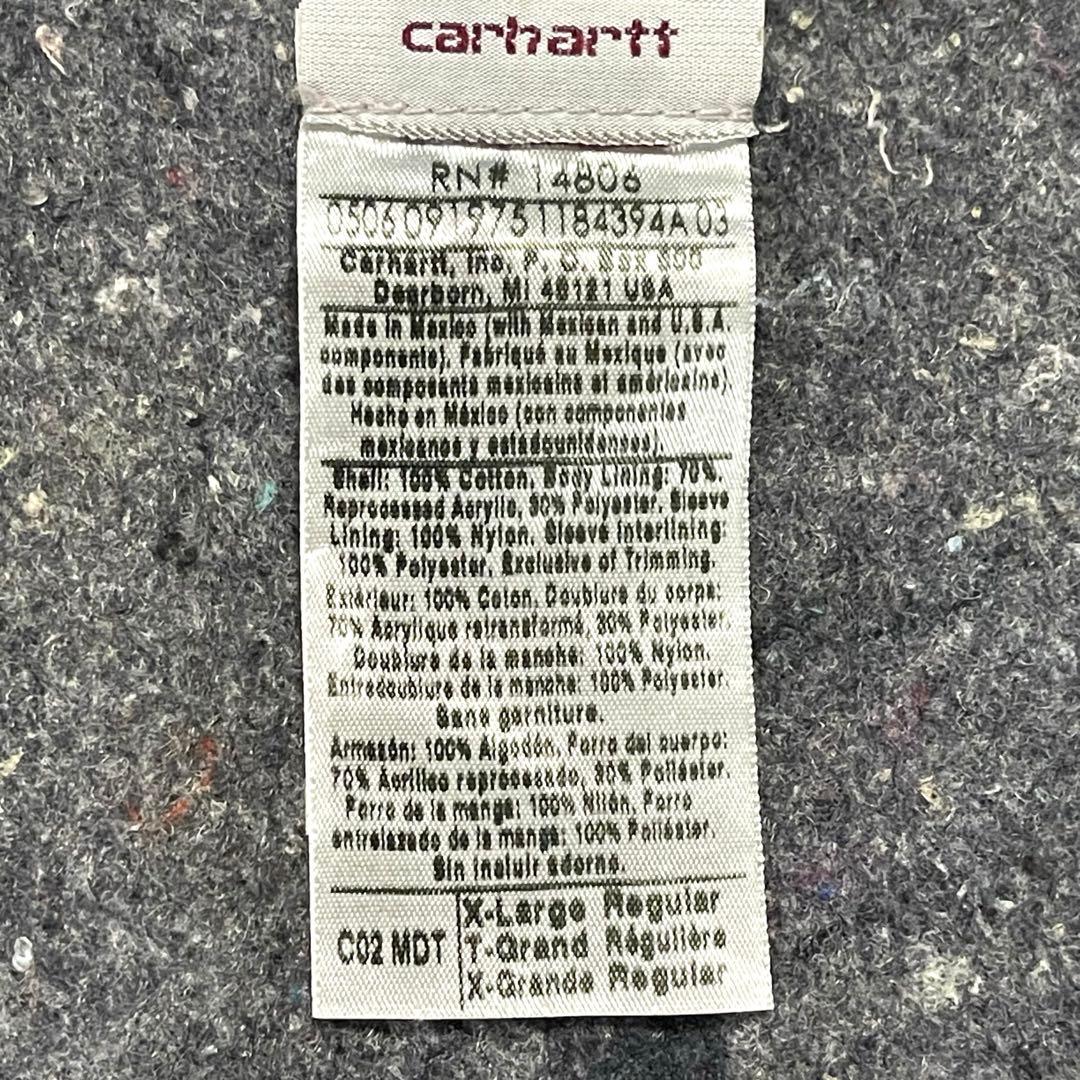 carhartt
RN# 14806
05060919751184394A 03
Carhartt, Inc, P. O. Box 600
Dearborn, MI 48121 USA
Made in Mexico (with Mexican and U.S.A.
components). Fabriqué au Mexique (avec
des composants mexicains et américains).
Hecho en México (con componentes
mexicanos y estadounidenses).
Shell: 100% Cotton. Body Lining: 70%.
Reprocessed Acrylic, 30% Polyester. Sleeve
Lining: 100% Nylon. Sleeve Interlining:
100% Polyester. Exclusive of Trimming.
Extérieur: 100% Coton. Doublure du corps:
70% Acrylique retransformé, 30% Polyester.
Doublure de la manche: 100% Nylon.
Entredoublure de la manche: 100% Polyester.
Sans garniture.
Armazón: 100% Algodón. Forro del cuerpo:
70% Acrílico reprocesado, 30% Poliéster.
Forro de la manga: 100% Nilón. Forro
entrelazado de la manga: 100% Poliéster.
Sin incluir adorno.
C02 MDT
X-Large Regular
T-Grand Régulière
X-Grande Regular